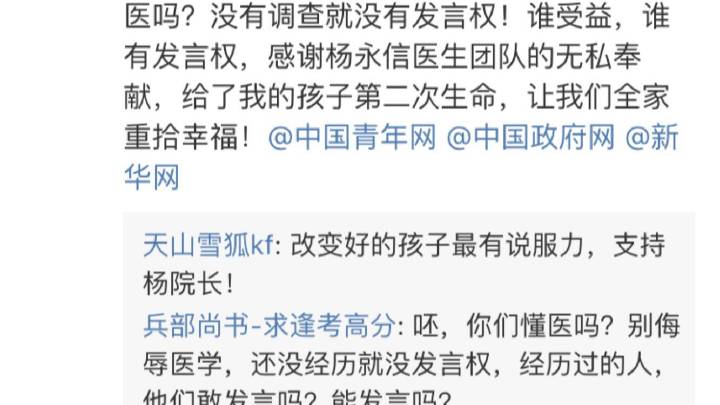 医吗？没有调查就没有发言权！谁受益，谁
有发言权，感谢杨永信医生团队的无私奉
献，给了我的孩子第二次生命，让我们全家
重拾幸福！@中国青年网 @中国政府网 @新
华网
天山雪狐kf: 改变好的孩子最有说服力，支持
杨院长！
兵部尚书-求逢考高分: 呸，你们懂医吗？别侮
辱医学，还没经历就没发言权，经历过的人，
他们敢发言吗？能发言吗？